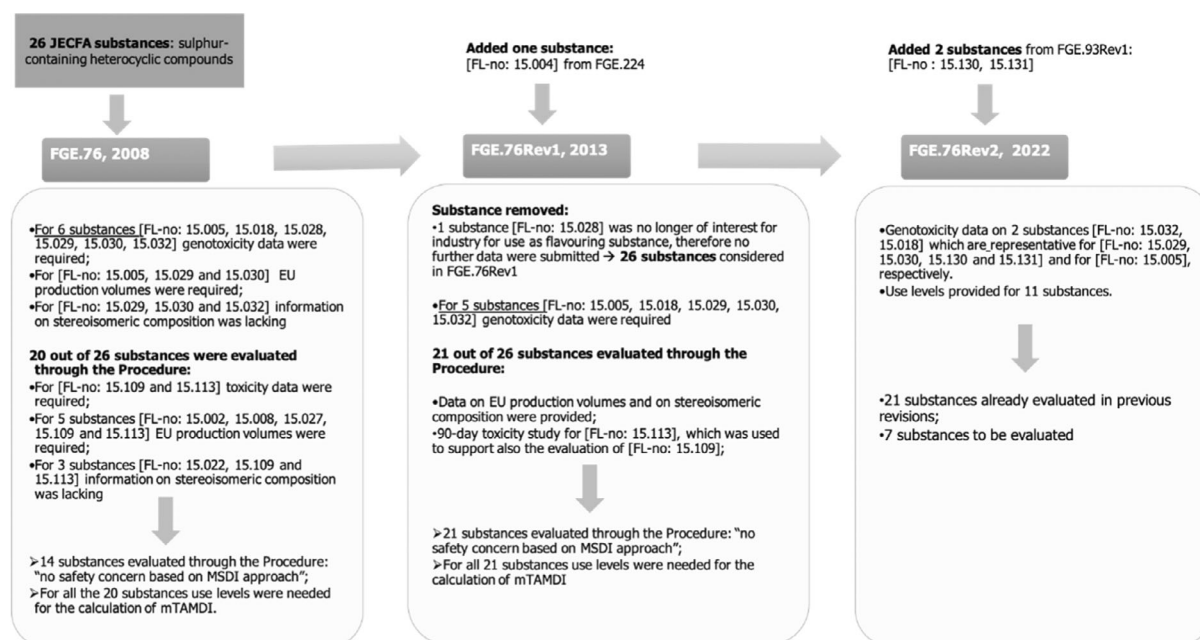 26 JECFA substances: sulphur-
containing heterocyclic compounds
FGE.76, 2008
•For 6 substances [FL-no: 15.005, 15.018, 15.028,
15.029, 15.030, 15.032] genotoxicity data were
required;
•For [FL-no: 15.005, 15.029 and 15.030] EU
production volumes were required;
•For [FL-no: 15.029, 15.030 and 15.032] information
on stereoisomeric composition was lacking
20 out of 26 substances were evaluated
through the Procedure:
•For [FL-no: 15.109 and 15.113] toxicity data were
required;
•For 5 substances [FL-no: 15.002, 15.008, 15.027,
15.109 and 15.113] EU production volumes were
required;
•For 3 substances [FL-no: 15.022, 15.109 and
15.113] information on stereoisomeric composition
was lacking
➢14 substances evaluated through the Procedure:
“no safety concern based on MSDI approach”;
➢For all the 20 substances use levels were needed
for the calculation of mTAMDI.
Added one substance:
[FL-no: 15.004] from FGE.224
FGE.76Rev1, 2013
Substance removed:
•1 substance [FL-no: 15.028] was no longer of interest for
industry for use as flavouring substance, therefore no
further data were submitted → 26 substances considered
in FGE.76Rev1
•For 5 substances [FL-no: 15.005, 15.018, 15.029, 15.030,
15.032] genotoxicity data were required
21 out of 26 substances evaluated through the
Procedure:
•Data on EU production volumes and on stereoisomeric
composition were provided;
•90-day toxicity study for [FL-no: 15.113], which was used
to support also the evaluation of [FL-no: 15.109];
➢21 substances evaluated through the Procedure: “no
safety concern based on MSDI approach”;
➢For all 21 substances use levels were needed for the
calculation of mTAMDI
Added 2 substances from FGE.93Rev1:
[FL-no : 15.130, 15.131]
FGE.76Rev2, 2022
•Genotoxicity data on 2 substances [FL-no: 15.032,
15.018] which are representative for [FL-no: 15.029,
15.030, 15.130 and 15.131] and for [FL-no: 15.005],
respectively.
•Use levels provided for 11 substances.
•21 substances already evaluated in previous
revisions;
•7 substances to be evaluated